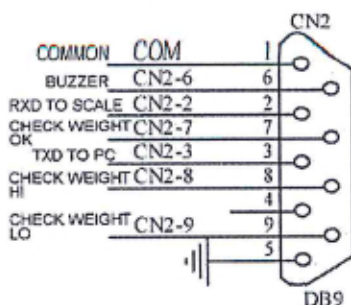 CN2
COMMON COM 1
BUZZER CN2-6 6
RXD TO SCALE CN2-2 2
CHECK WEIGHT OK CN2-7 7
TXD TO PC CN2-3 3
CHECK WEIGHT HI CN2-8 8
4
CHECK WEIGHT LO CN2-9 9
5
DB9